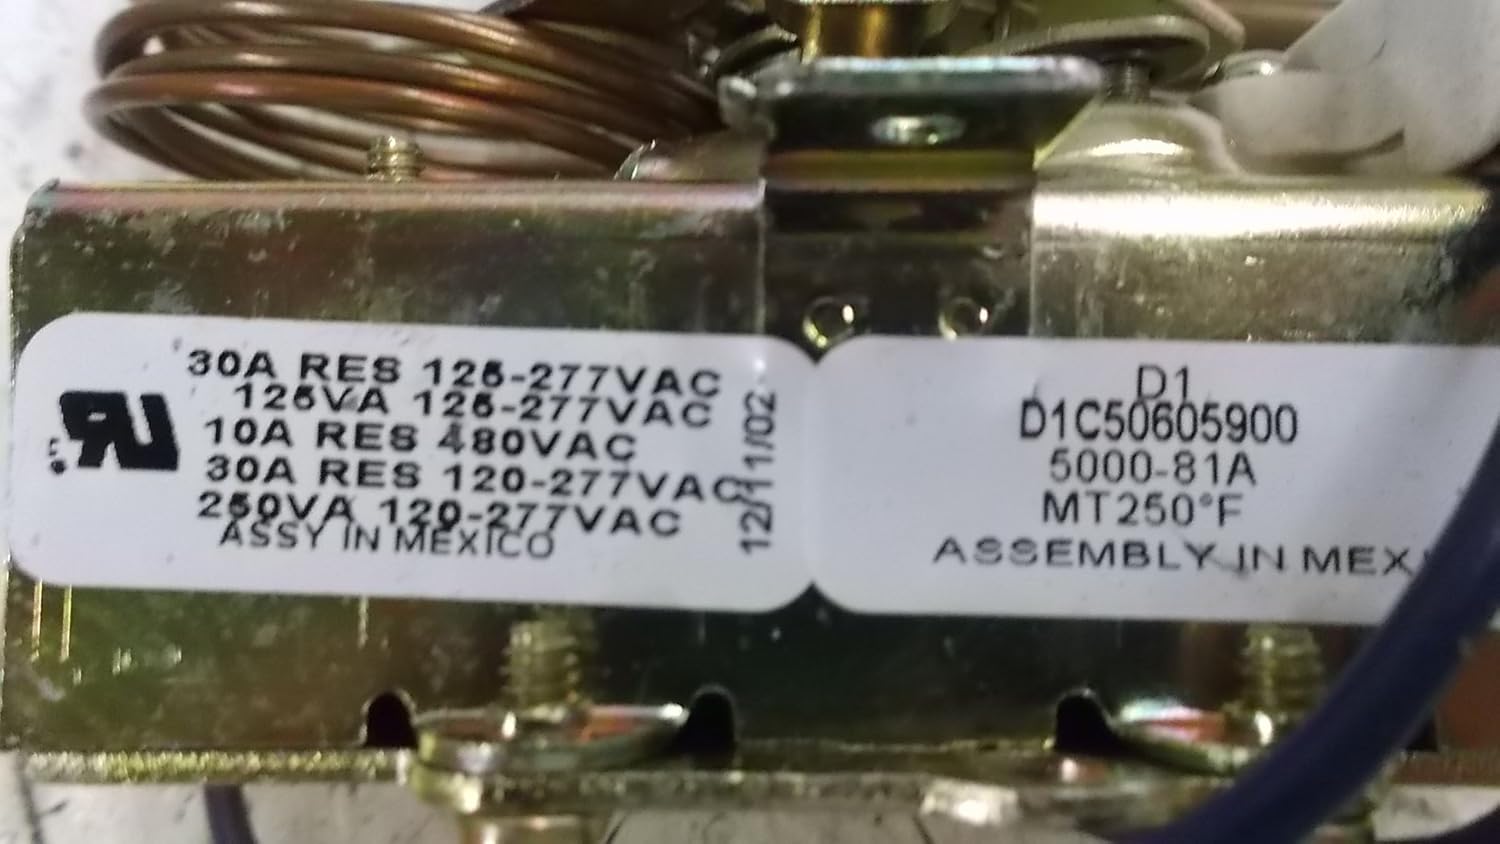 30A RES 125-277VAC
125VA 125-277VAC
10A RES 480VAC
30A RES 120-277VAC
250VA 120-277VAC
ASSY IN MEXICO
12/11/02
D1
D1C50605900
5000-81A
MT250°F
ASSEMBLY IN MEX